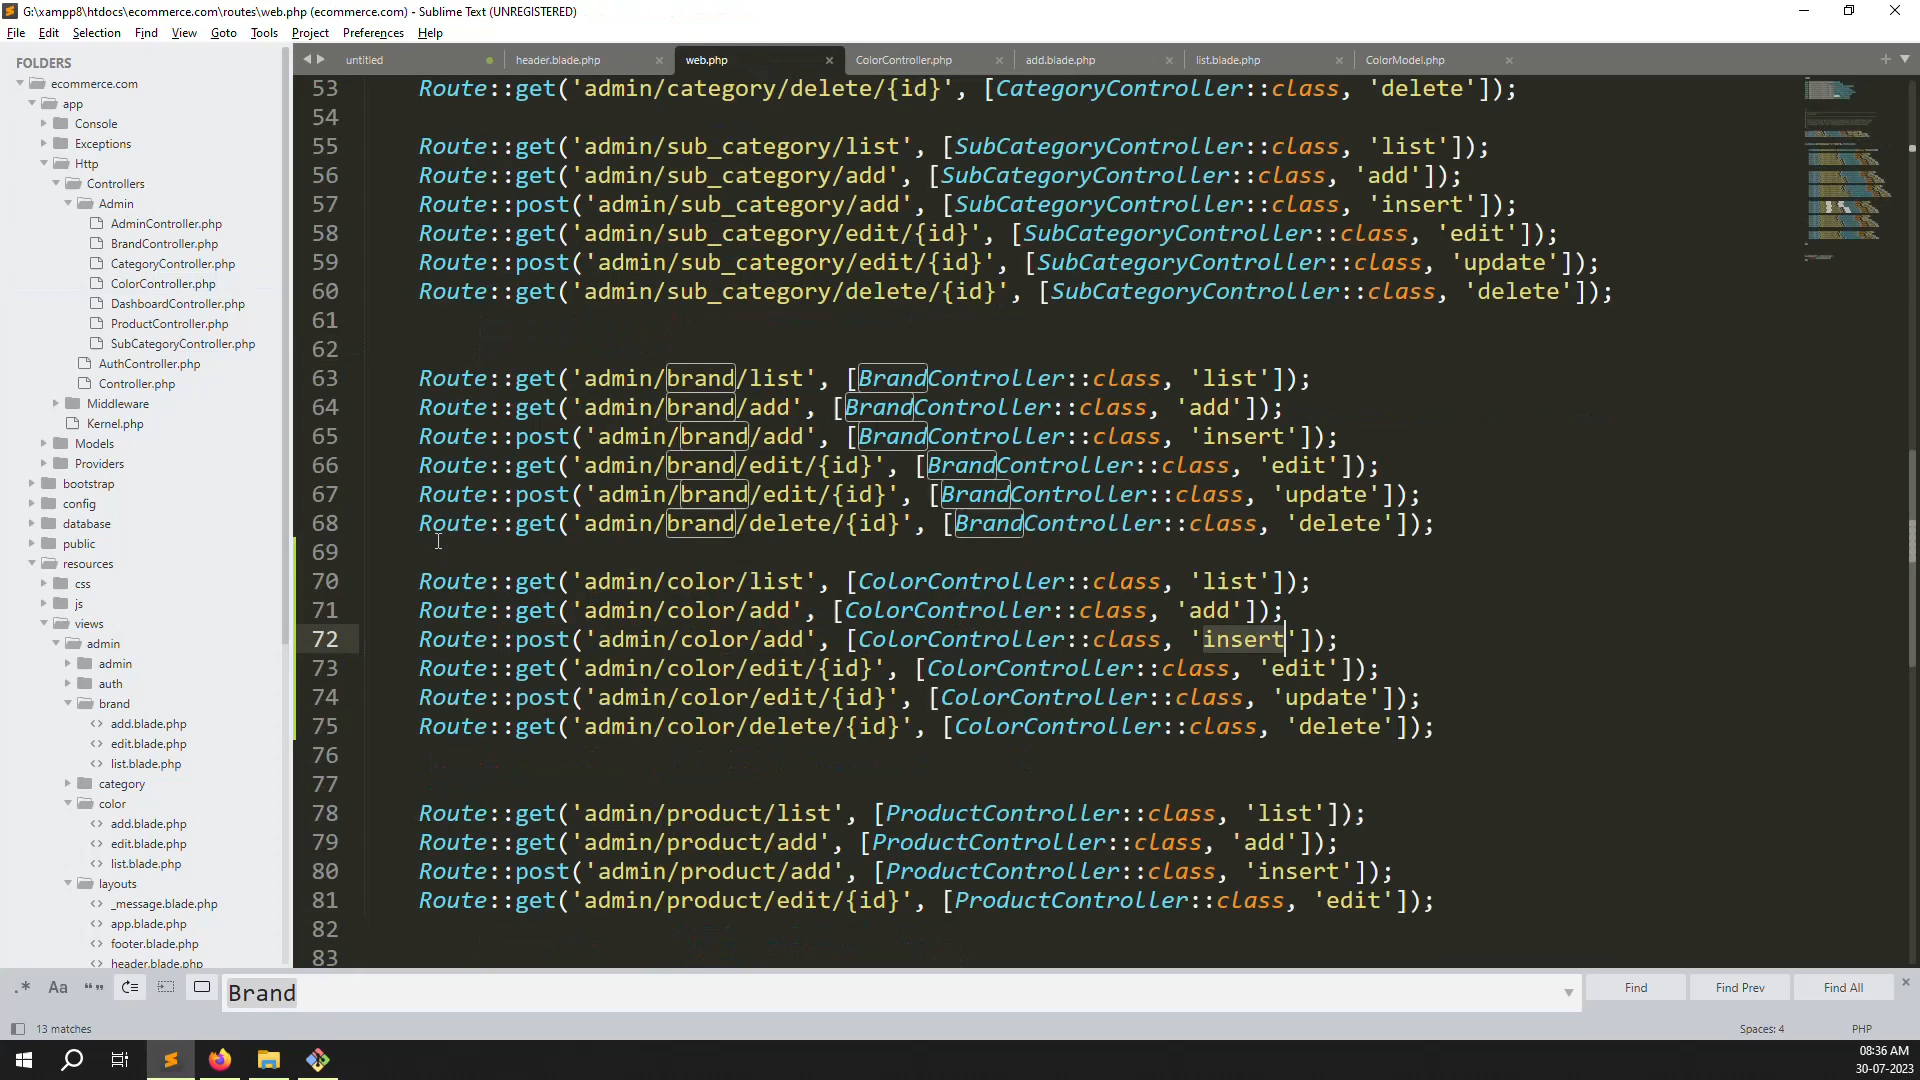 G:\xampp8\htdocs\ecommerce.com\routes\web.php (ecommerce.com) - Sublime Text (UNREGISTERED)
File Edit Selection Find View Goto Tools Project Preferences Help
FOLDERS
ecommerce.com
app
Console
Exceptions
Http
Controllers
Admin
AdminController.php
BrandController.php
CategoryController.php
ColorController.php
DashboardController.php
ProductController.php
SubCategoryController.php
AuthController.php
Controller.php
Middleware
Kernel.php
Models
Providers
bootstrap
config
database
public
resources
css
js
views
admin
admin
auth
brand
add.blade.php
edit.blade.php
list.blade.php
category
color
add.blade.php
edit.blade.php
list.blade.php
layouts
_message.blade.php
app.blade.php
footer.blade.php
header.blade.php
untitled header.blade.php web.php ColorController.php add.blade.php list.blade.php ColorModel.php
53 Route::get('admin/category/delete/{id}', [CategoryController::class, 'delete']);
54
55 Route::get('admin/sub_category/list', [SubCategoryController::class, 'list']);
56 Route::get('admin/sub_category/add', [SubCategoryController::class, 'add']);
57 Route::post('admin/sub_category/add', [SubCategoryController::class, 'insert']);
58 Route::get('admin/sub_category/edit/{id}', [SubCategoryController::class, 'edit']);
59 Route::post('admin/sub_category/edit/{id}', [SubCategoryController::class, 'update']);
60 Route::get('admin/sub_category/delete/{id}', [SubCategoryController::class, 'delete']);
61
62
63 Route::get('admin/brand/list', [BrandController::class, 'list']);
64 Route::get('admin/brand/add', [BrandController::class, 'add']);
65 Route::post('admin/brand/add', [BrandController::class, 'insert']);
66 Route::get('admin/brand/edit/{id}', [BrandController::class, 'edit']);
67 Route::post('admin/brand/edit/{id}', [BrandController::class, 'update']);
68 Route::get('admin/brand/delete/{id}', [BrandController::class, 'delete']);
69
70 Route::get('admin/color/list', [ColorController::class, 'list']);
71 Route::get('admin/color/add', [ColorController::class, 'add']);
72 Route::post('admin/color/add', [ColorController::class, 'insert']);
73 Route::get('admin/color/edit/{id}', [ColorController::class, 'edit']);
74 Route::post('admin/color/edit/{id}', [ColorController::class, 'update']);
75 Route::get('admin/color/delete/{id}', [ColorController::class, 'delete']);
76
77
78 Route::get('admin/product/list', [ProductController::class, 'list']);
79 Route::get('admin/product/add', [ProductController::class, 'add']);
80 Route::post('admin/product/add', [ProductController::class, 'insert']);
81 Route::get('admin/product/edit/{id}', [ProductController::class, 'edit']);
82
83
.* Aa “” Brand Find Find Prev Find All
13 matches Spaces: 4 PHP
08:36 AM
30-07-2023